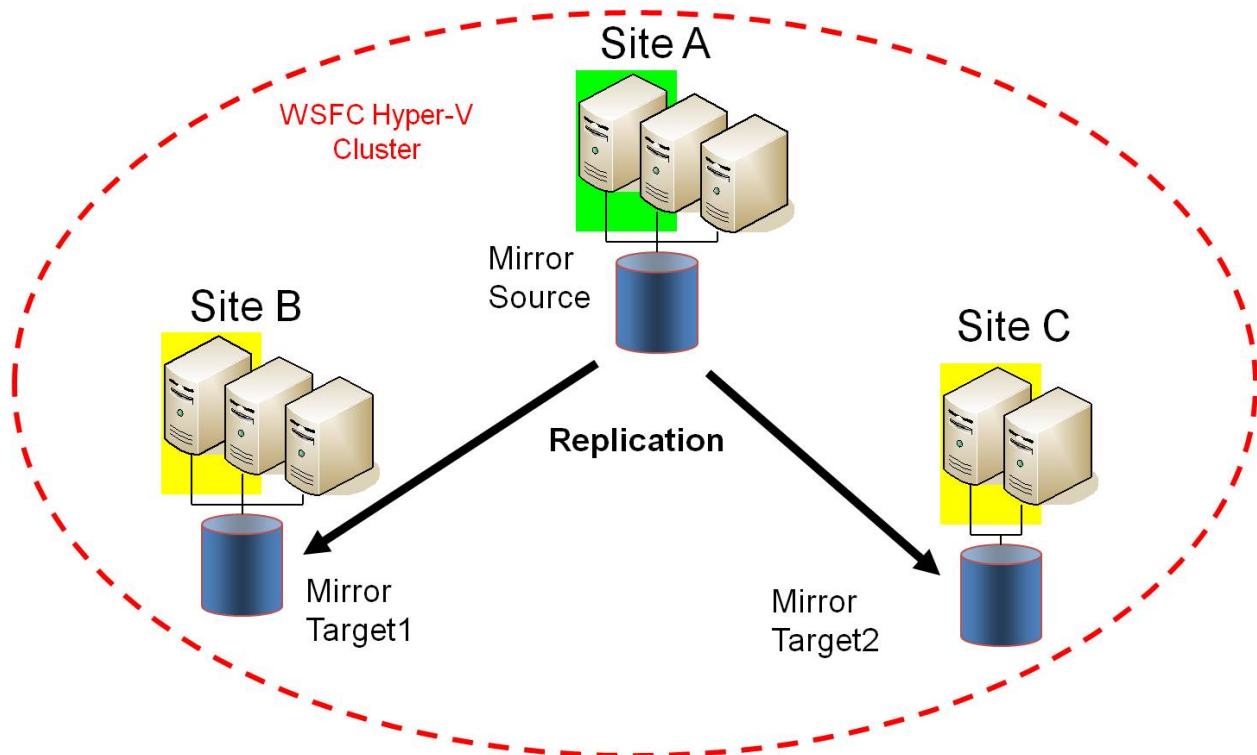 Site A
WSFC Hyper-V
Cluster
Mirror
Source
Site B
Site C
Replication
Mirror
Target1
Mirror
Target2